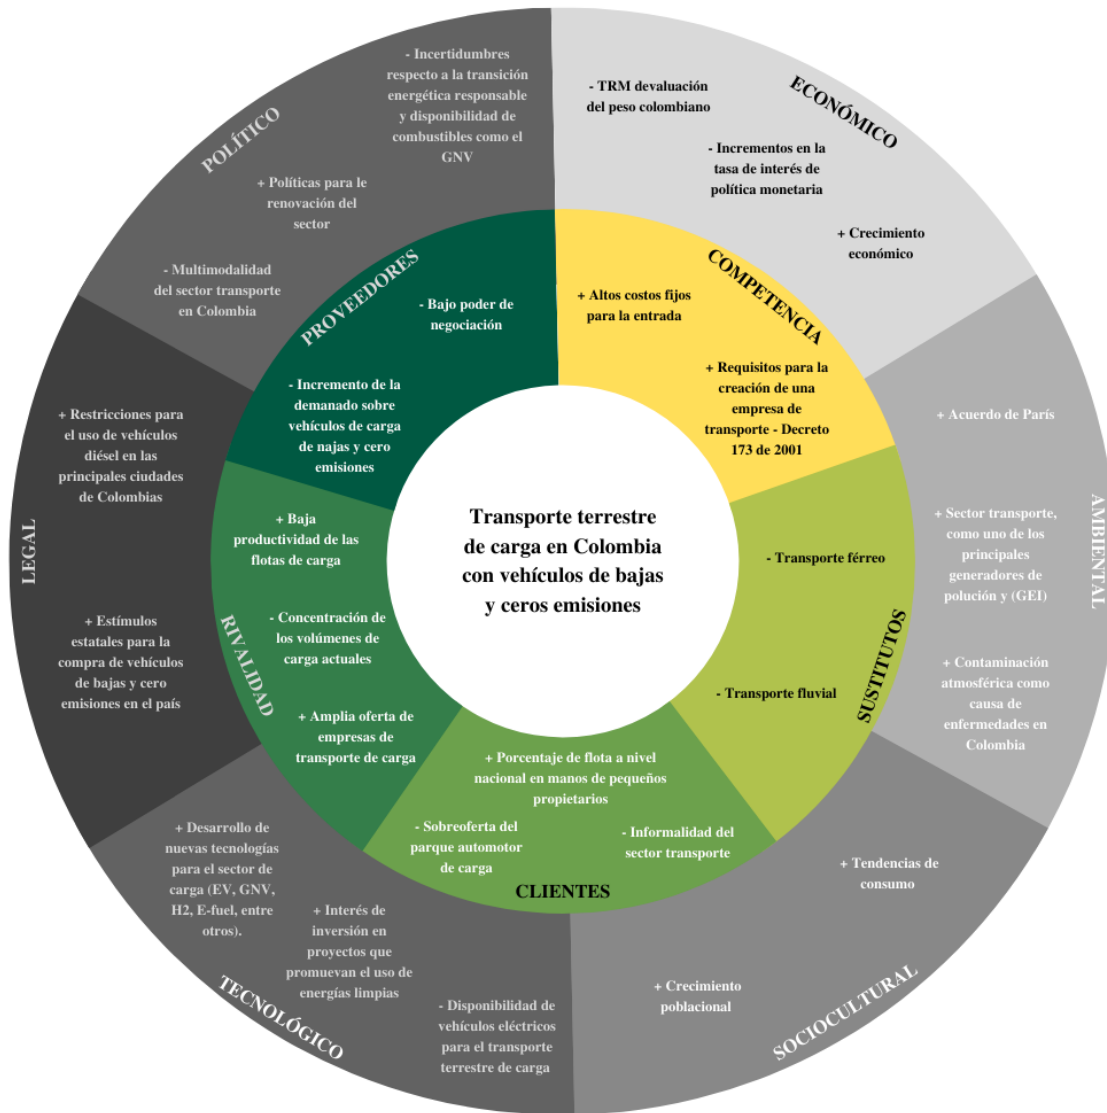 POLÍTICO
- Incertidumbres
respecto a la transición
energética responsable
y disponibilidad de
combustibles como el
GNV
+ Políticas para le
renovación del
sector
- Multimodalidad
del sector transporte
en Colombia
ECONÓMICO
- TRM devaluación
del peso colombiano
- Incrementos en la
tasa de interés de
política monetaria
+ Crecimiento
económico
AMBIENTAL
+ Acuerdo de París
+ Sector transporte,
como uno de los
principales
generadores de
polución y (GEI)
+ Contaminación
atmosférica como
causa de
enfermedades en
Colombia
SOCIOCULTURAL
+ Tendencias de
consumo
+ Crecimiento
poblacional
TECNOLÓGICO
+ Desarrollo de
nuevas tecnologías
para el sector de
carga (EV, GNV,
H2, E-fuel, entre
otros).
+ Interés de
inversión en
proyectos que
promuevan el uso de
energías limpias
- Disponibilidad de
vehículos eléctricos
para el transporte
terrestre de carga
LEGAL
+ Restricciones para
el uso de vehículos
diésel en las
principales ciudades
de Colombias
+ Estímulos
estatales para la
compra de vehículos
de bajas y cero
emisiones en el país
PROVEEDORES
- Bajo poder de
negociación
- Incremento de la
demanado sobre
vehículos de carga
de najas y cero
emisiones
COMPETENCIA
+ Altos costos fijos
para la entrada
+ Requisitos para la
creación de una
empresa de
transporte - Decreto
173 de 2001
SUSTITUTOS
- Transporte férreo
- Transporte fluvial
CLIENTES
+ Porcentaje de flota a nivel
nacional en manos de pequeños
propietarios
- Sobreoferta del
parque automotor
de carga
- Informalidad del
sector transporte
RIVALIDAD
+ Baja
productividad de las
flotas de carga
- Concentración de
los volúmenes de
carga actuales
+ Amplia oferta de
empresas de
transporte de carga
Transporte terrestre
de carga en Colombia
con vehículos de bajas
y ceros emisiones